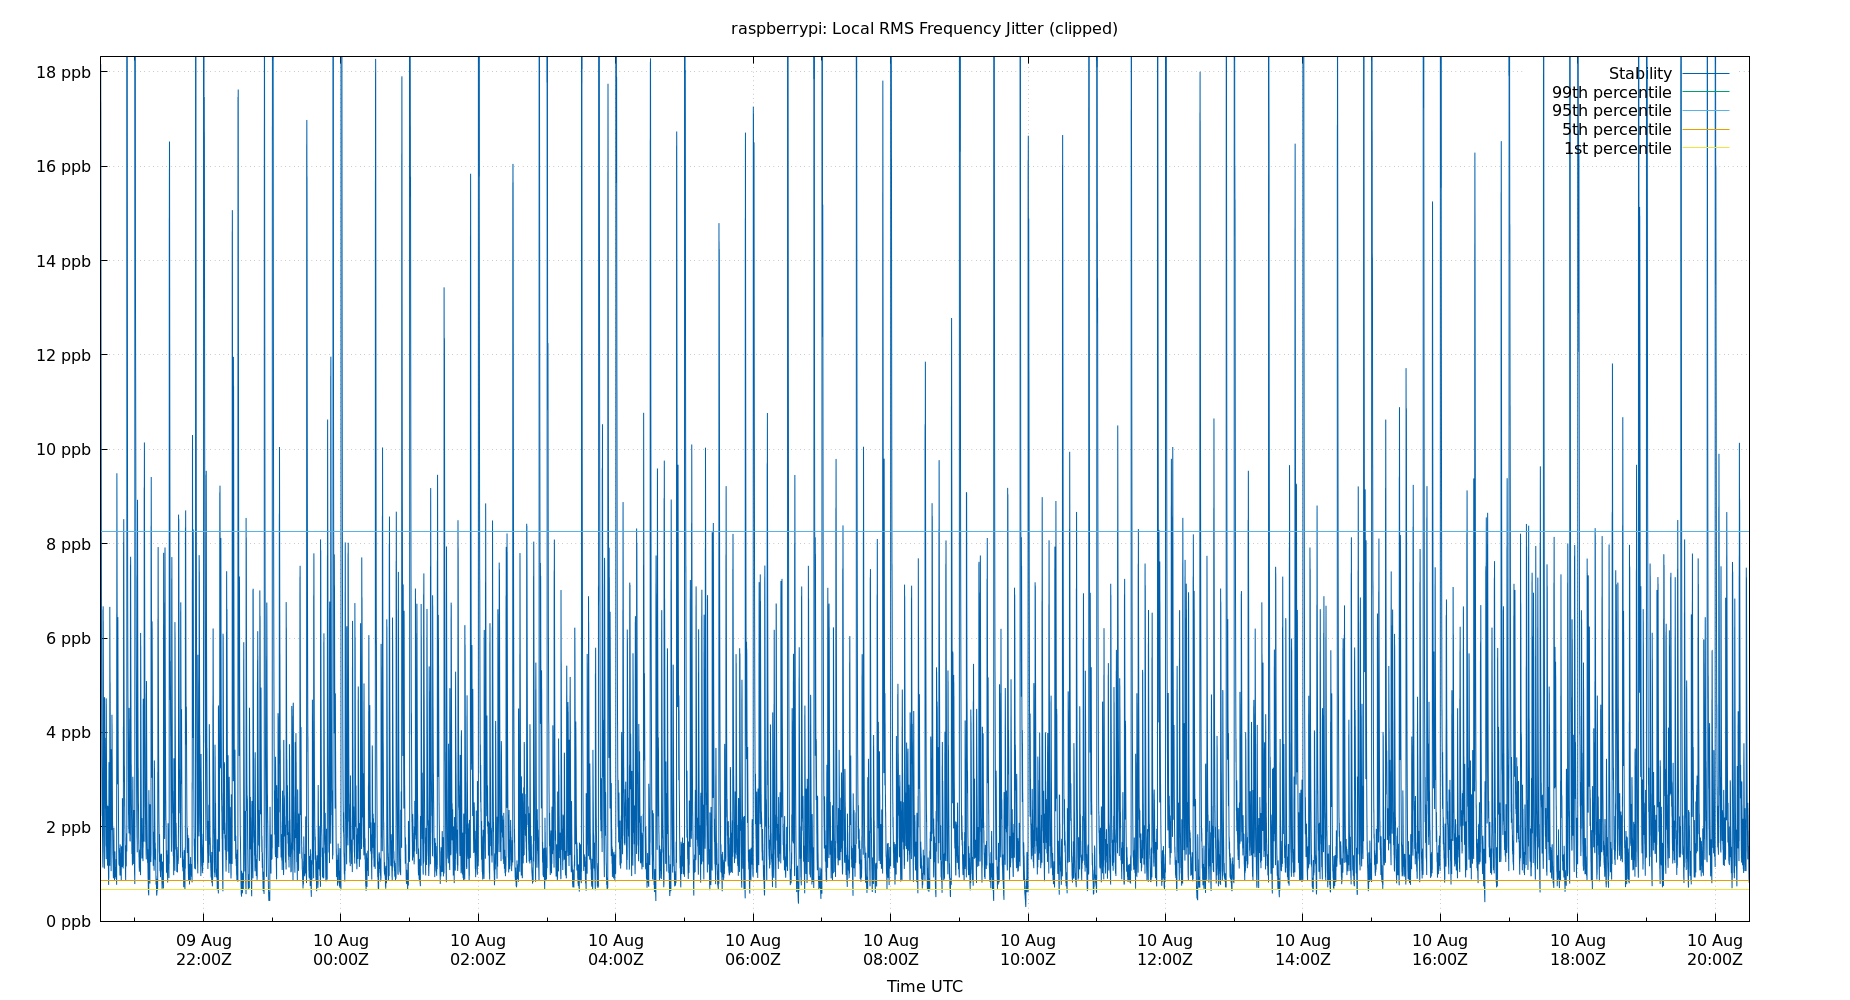 raspberrypi: Local RMS Frequency Jitter (clipped)
18 ppb
16 ppb
14 ppb
12 ppb
10 ppb
8 ppb
6 ppb
4 ppb
2 ppb
0 ppb
Stability
99th percentile
95th percentile
5th percentile
1st percentile
09 Aug 10 Aug 10 Aug 10 Aug 10 Aug 10 Aug 10 Aug 10 Aug 10 Aug 10 Aug 10 Aug 10 Aug
22:00Z 00:00Z 02:00Z 04:00Z 06:00Z 08:00Z 10:00Z 12:00Z 14:00Z 16:00Z 18:00Z 20:00Z
Time UTC